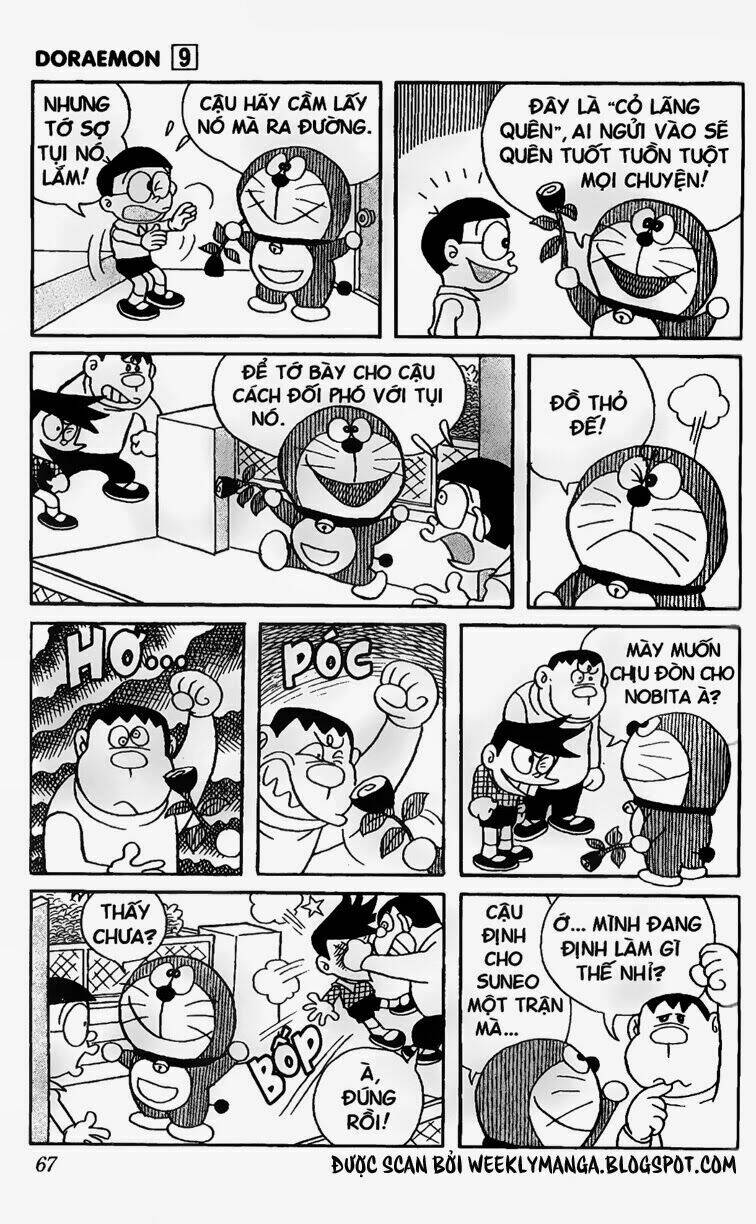 DORAEMON 9
ĐÂY LÀ "CỎ LÃNG
QUÊN", AI NGỬI VÀO SẼ
QUÊN TUỐT TUỒN TUỘT
MỌI CHUYỆN!
CẬU HÃY CẦM LẤY
NÓ MÀ RA ĐƯỜNG.
NHƯNG
TỚ SỢ
TỤI NÓ
LẮM!
ĐỒ THỎ
ĐẾ!
ĐỂ TỚ BÀY CHO CẬU
CÁCH ĐỐI PHÓ VỚI TỤI
NÓ.
MÀY MUỐN
CHỊU ĐÒN CHO
NOBITA À?
PÓC
HƠ...
Ớ... MÌNH ĐANG
ĐỊNH LÀM GÌ
THẾ NHỈ?
CẬU
ĐỊNH
CHO
SUNEO
MỘT TRẬN
MÀ...
À,
ĐÚNG
RỒI!
BỐP
THẤY
CHƯA?
67
ĐƯỢC SCAN BỞI WEEKLYMANGA.BLOGSPOT.COM